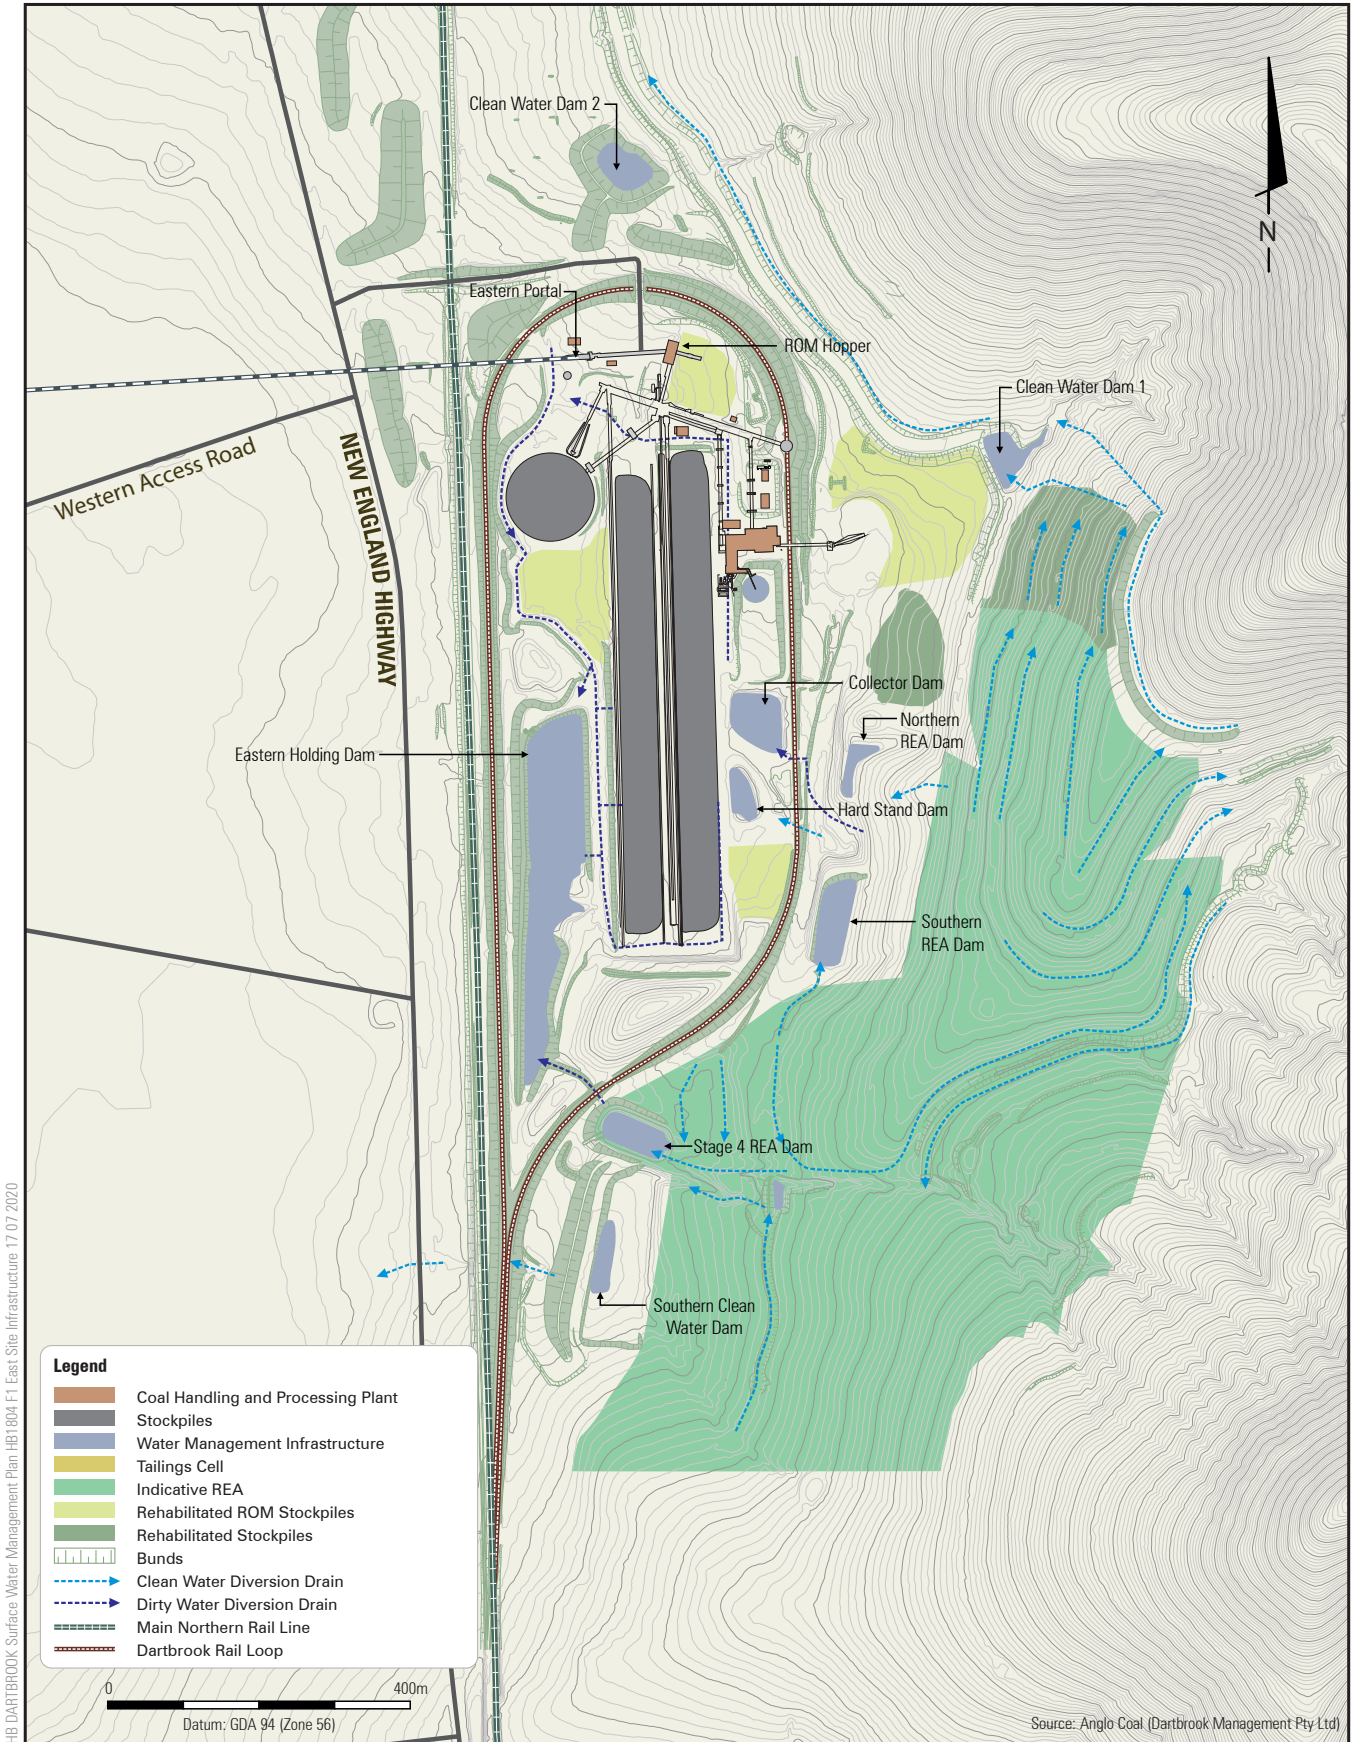 Clean Water Dam 2
N
Eastern Portal
ROM Hopper
Clean Water Dam 1
Western Access Road
NEW ENGLAND HIGHWAY
Collector Dam
Northern
REA Dam
Eastern Holding Dam
Hard Stand Dam
Southern
REA Dam
Stage 4 REA Dam
Southern Clean
Water Dam
Legend
Coal Handling and Processing Plant
Stockpiles
Water Management Infrastructure
Tailings Cell
Indicative REA
Rehabilitated ROM Stockpiles
Rehabilitated Stockpiles
Bunds
Clean Water Diversion Drain
Dirty Water Diversion Drain
Main Northern Rail Line
Dartbrook Rail Loop
0 400m
Datum: GDA 94 (Zone 56)
Source: Anglo Coal (Dartbrook Management Pty Ltd)
HB DARTBROOK Surface Water Management Plan HB1804 F1 East Site Infrastructure 17 07 2020